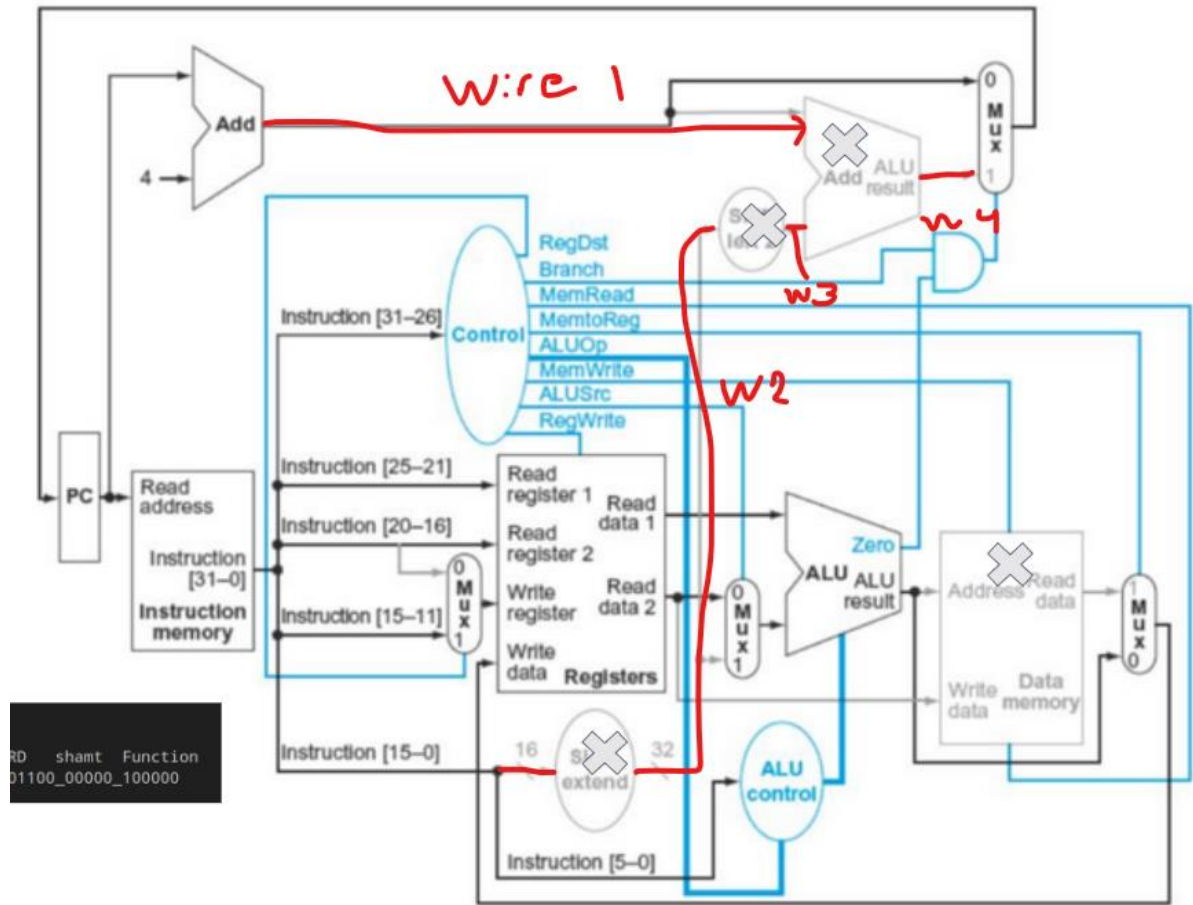 Wire 1
0
Mux
1
Add
4
Add ALU result
W4
RegDst
Branch
MemRead
MemtoReg
ALUOp
MemWrite
ALUSrc
RegWrite
W3
Instruction [31–26]
Control
W2
PC
Read address
Instruction [31–0]
Instruction memory
Instruction [25–21]
Instruction [20–16]
Instruction [15–11]
0
Mux
1
Read register 1
Read register 2
Write register
Write data
Read data 1
Read data 2
Registers
0
Mux
1
Zero
ALU
ALU result
Address
Read data
Write data
Data memory
1
Mux
0
RD shamt Function
01100_00000_100000
Instruction [15–0]
16
extend
32
ALU control
Instruction [5–0]